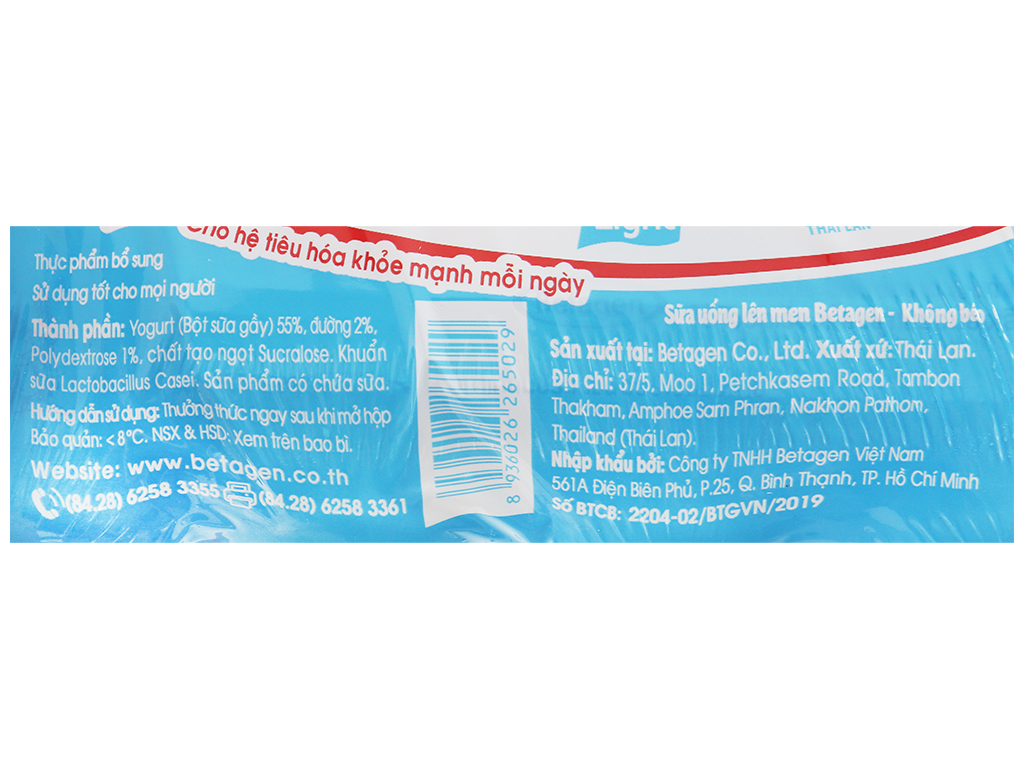 Cho hệ tiêu hóa khỏe mạnh mỗi ngày
Light
THÁI LAN
Thực phẩm bổ sung
Sử dụng tốt cho mọi người
Thành phần: Yogurt (Bột sữa gầy) 55%, đường 2%,
Polydextrose 1%, chất tạo ngọt Sucralose. Khuẩn
sữa Lactobacillus Casei. Sản phẩm có chứa sữa.
Hướng dẫn sử dụng: Thưởng thức ngay sau khi mở hộp
Bảo quản: <8°C. NSX & HSD: Xem trên bao bì.
Website: www.betagen.co.th
(84.28) 6258 3355 (84.28) 6258 3361
8 936026 265029
Sữa uống lên men Betagen - Không béo
Sản xuất tại: Betagen Co., Ltd. Xuất xứ: Thái Lan.
Địa chỉ: 37/5, Moo 1, Petchkasem Road, Tambon
Thakham, Amphoe Sam Phran, Nakhon Pathom,
Thailand (Thái Lan).
Nhập khẩu bởi: Công ty TNHH Betagen Việt Nam
561A Điện Biên Phủ, P.25, Q. Bình Thạnh, TP. Hồ Chí Minh
Số BTCB: 2204-02/BTGVN/2019